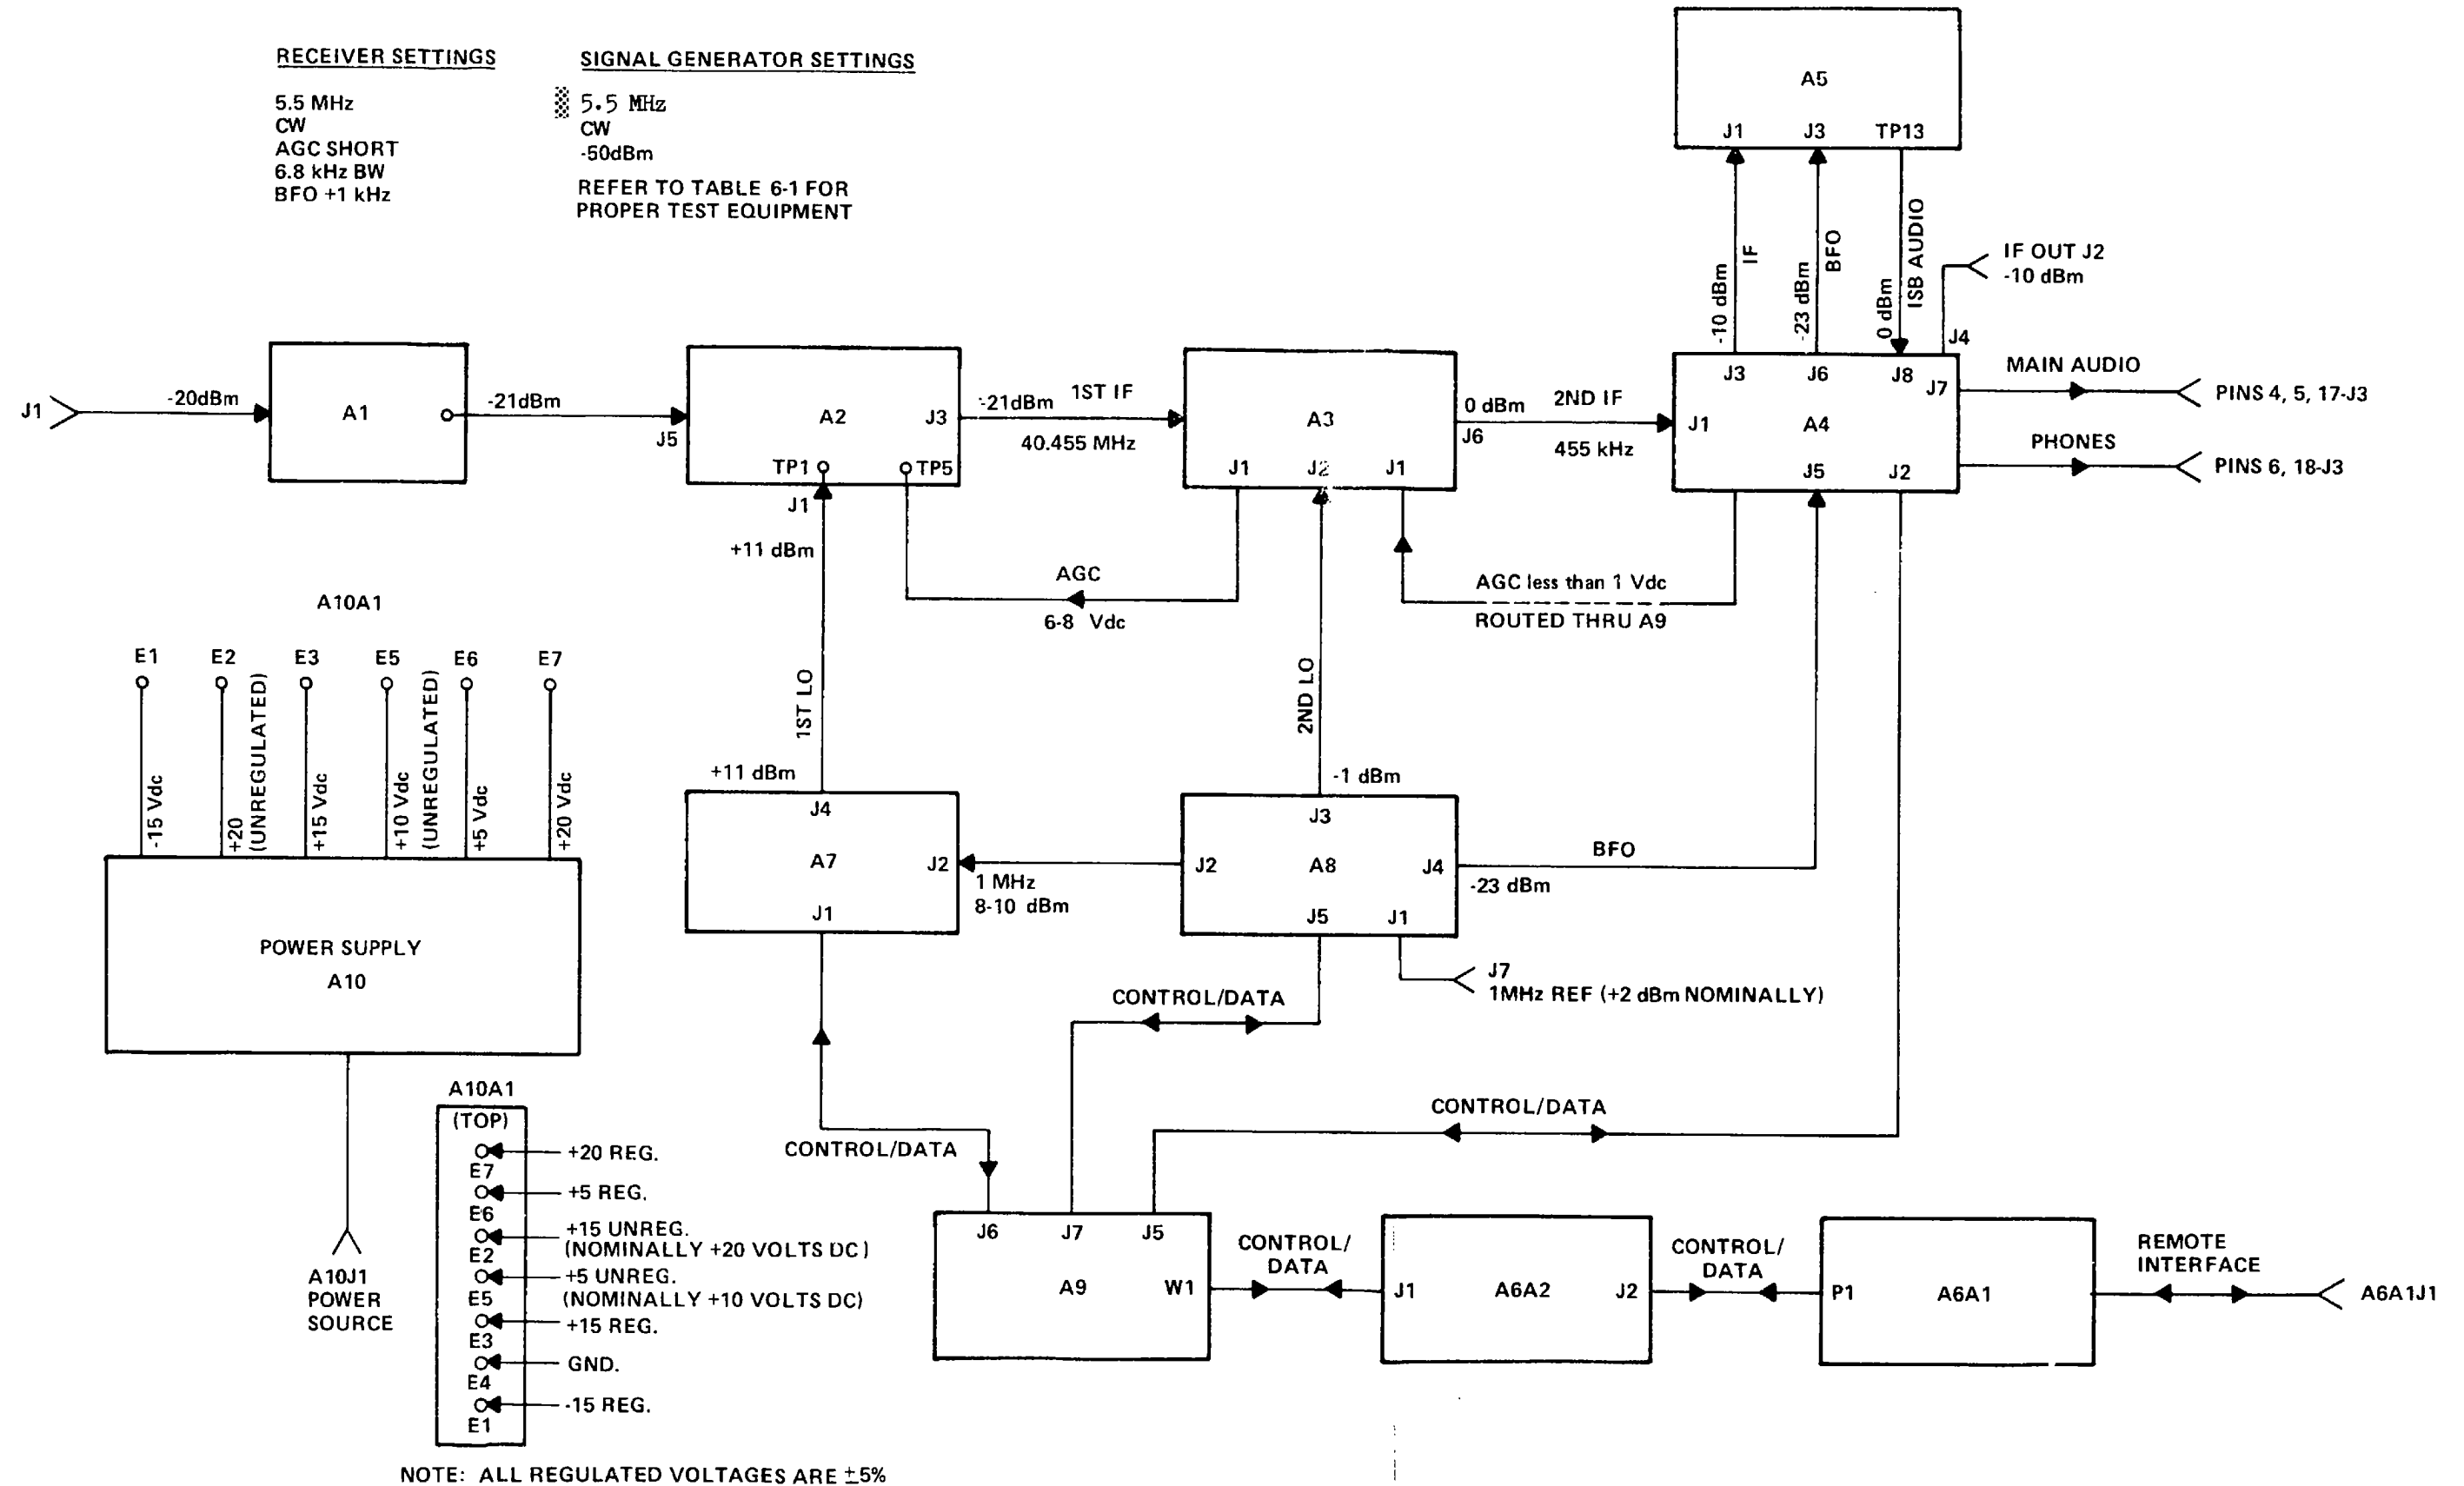 RECEIVER SETTINGS
5.5 MHz
CW
AGC SHORT
6.8 kHz BW
BFO +1 kHz
SIGNAL GENERATOR SETTINGS
5.5 MHz
CW
-50dBm
REFER TO TABLE 6-1 FOR
PROPER TEST EQUIPMENT
A5
J1
J3
TP13
-10 dBm
IF
-23 dBm
BFO
0 dBm
ISB AUDIO
IF OUT J2
-10 dBm
J4
J1
-20dBm
A1
-21dBm
J5
A2
J3
TP1
TP5
J1
+11 dBm
-21dBm
1ST IF
40.455 MHz
A3
J1
J2
J1
0 dBm
J6
2ND IF
455 kHz
J3
J6
J8
J7
J1
A4
J5
J2
MAIN AUDIO
PINS 4, 5, 17-J3
PHONES
PINS 6, 18-J3
AGC
6-8 Vdc
AGC less than 1 Vdc
ROUTED THRU A9
1ST LO
2ND LO
A10A1
E1
E2
E3
E5
E6
E7
-15 Vdc
+20
(UNREGULATED)
+15 Vdc
+10 Vdc
(UNREGULATED)
+5 Vdc
+20 Vdc
POWER SUPPLY
A10
A10J1
POWER
SOURCE
+11 dBm
J4
A7
J2
J1
1 MHz
8-10 dBm
-1 dBm
J3
J2
A8
J4
J5
J1
BFO
-23 dBm
J7
1MHz REF (+2 dBm NOMINALLY)
CONTROL/DATA
CONTROL/DATA
CONTROL/DATA
A10A1
(TOP)
+20 REG.
E7
+5 REG.
E6
+15 UNREG.
(NOMINALLY +20 VOLTS DC)
E2
+5 UNREG.
(NOMINALLY +10 VOLTS DC)
E5
+15 REG.
E3
GND.
E4
-15 REG.
E1
J6
J7
J5
A9
W1
CONTROL/
DATA
J1
A6A2
J2
CONTROL/
DATA
P1
A6A1
REMOTE
INTERFACE
A6A1J1
NOTE: ALL REGULATED VOLTAGES ARE ±5%